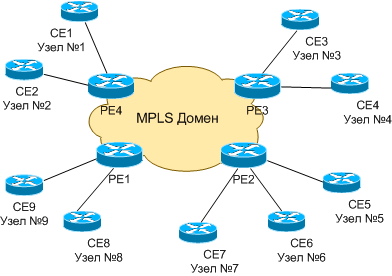 CE1
Узел №1
CE3
Узел №3
CE2
Узел №2
PE4
PE3
CE4
Узел №4
MPLS Домен
PE1
PE2
CE9
Узел №9
CE5
Узел №5
CE8
Узел №8
CE7
Узел №7
CE6
Узел №6